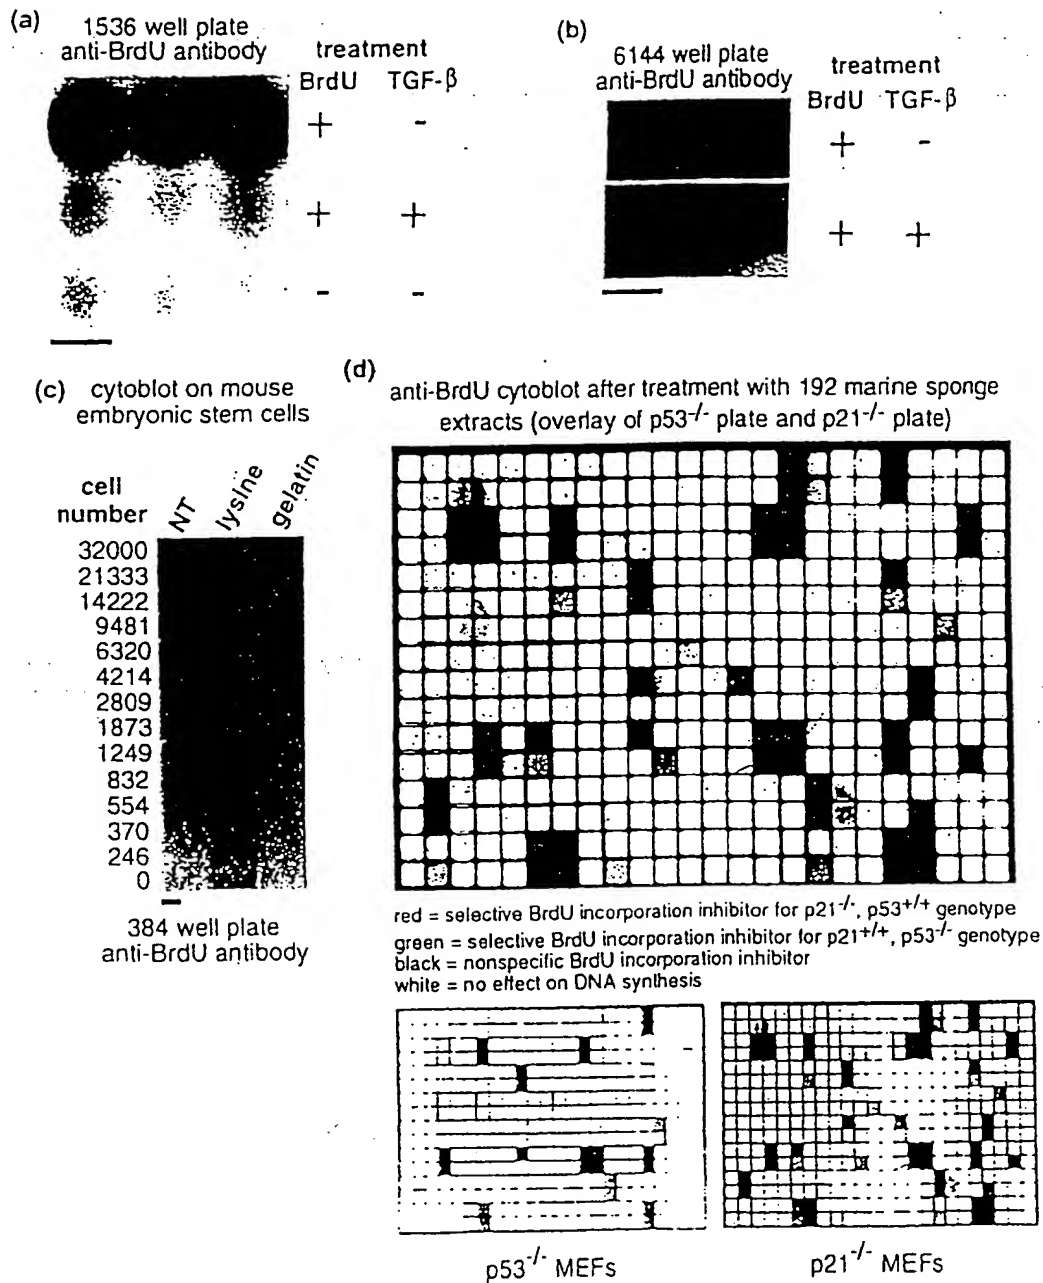 (a)
1536 well plate
anti-BrdU antibody
treatment
BrdU TGF-β
+ -
+ +
- -
(b)
6144 well plate
anti-BrdU antibody
treatment
BrdU TGF-β
+ -
+ +
(c) cytoblot on mouse
embryonic stem cells
cell
number
NT lysine gelatin
32000
21333
14222
9481
6320
4214
2809
1873
1249
832
554
370
246
0
384 well plate
anti-BrdU antibody
(d)
anti-BrdU cytoblot after treatment with 192 marine sponge
extracts (overlay of p53-/- plate and p21-/- plate)
red = selective BrdU incorporation inhibitor for p21-/-, p53+/+ genotype
green = selective BrdU incorporation inhibitor for p21+/+, p53-/- genotype
black = nonspecific BrdU incorporation inhibitor
white = no effect on DNA synthesis
p53-/- MEFs
p21-/- MEFs